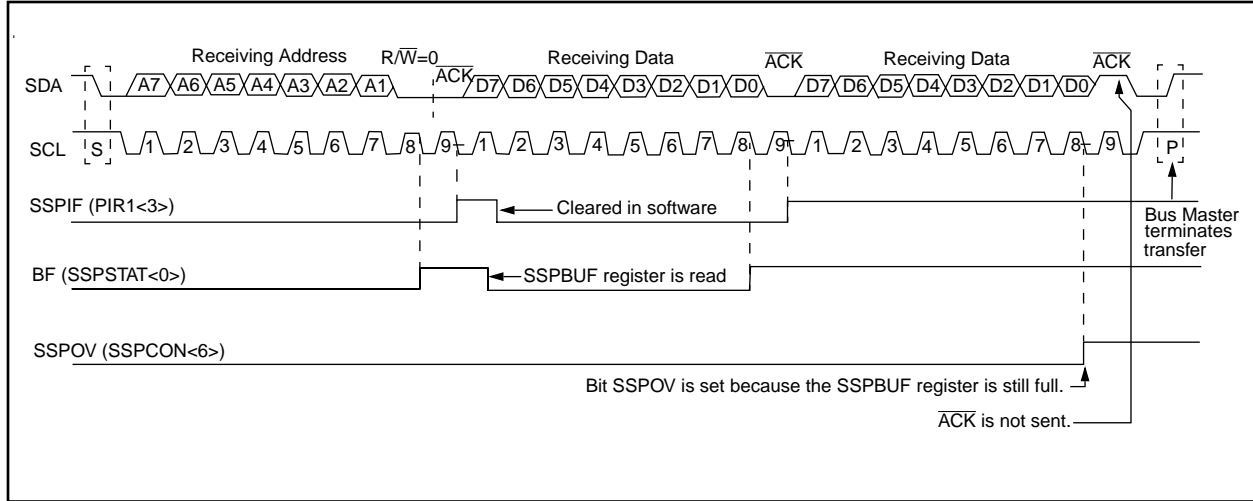 Receiving Address R/W̅=0 Receiving Data Receiving Data
A̅C̅K̅ A̅C̅K̅ A̅C̅K̅
SDA A7 A6 A5 A4 A3 A2 A1 D7 D6 D5 D4 D3 D2 D1 D0 D7 D6 D5 D4 D3 D2 D1 D0
SCL S 1 2 3 4 5 6 7 8 9 1 2 3 4 5 6 7 8 9 1 2 3 4 5 6 7 8 9 P
SSPIF (PIR1<3>)
Cleared in software
Bus Master
terminates
transfer
BF (SSPSTAT<0>)
SSPBUF register is read
SSPOV (SSPCON<6>)
Bit SSPOV is set because the SSPBUF register is still full.
A̅C̅K̅ is not sent.